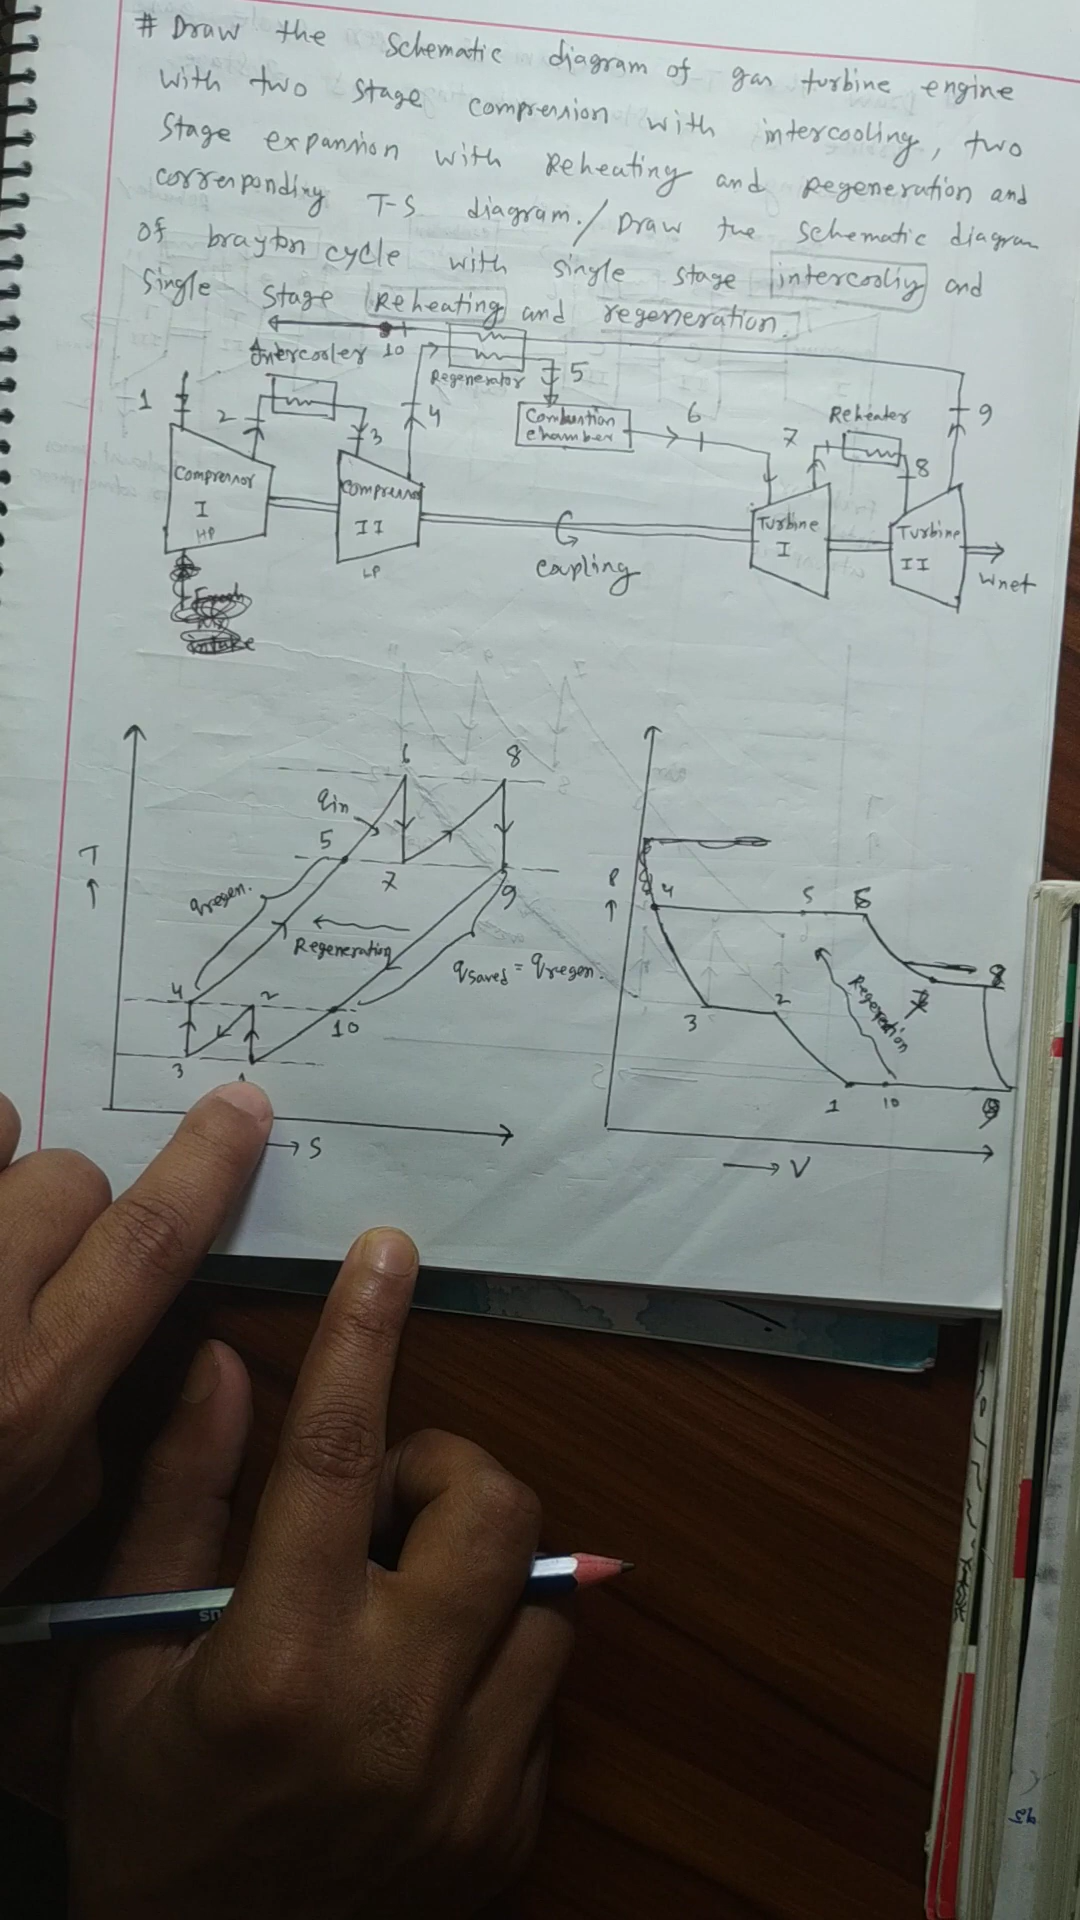 # Draw the Schematic diagram of gas turbine engine
with two stage compression with intercooling, two
Stage expansion with Reheating and Regeneration and
corresponding T-S diagram./Draw the schematic diagram
Of brayton cycle with single stage intercooling and
Single stage Reheating and regeneration.
Intercooler 10
Regenerator
5
1
2
3
4
Combustion
chamber
6
7
Reheater
8
9
Compressor
I
HP
Compressor
II
LP
coupling
Turbine
I
Turbine
II
Wnet
T
6
8
qin
5
7
9
qregen.
Regenerating
qsaved = qregen.
4
2
10
3
1
S
P
4
5
6
7
8
Regeneration
3
2
1
10
9
V